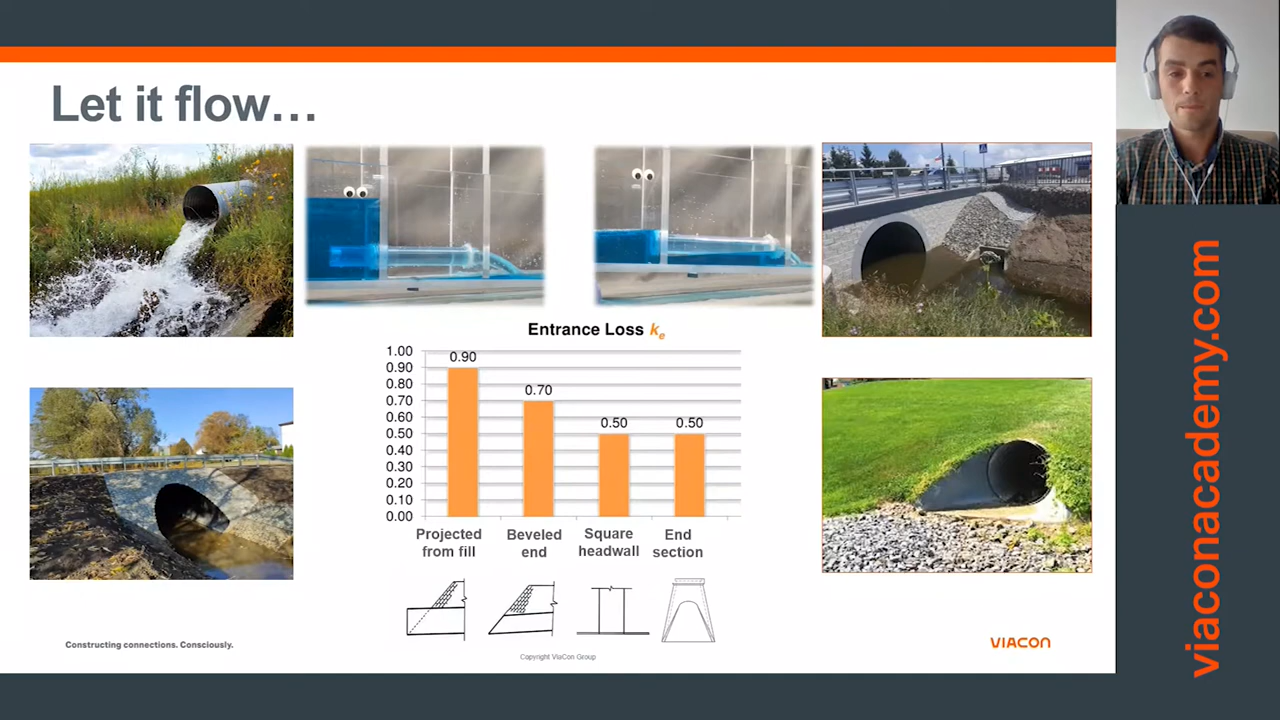 Let it flow...
Entrance Loss ke
1.00
0.90
0.80
0.70
0.60
0.50
0.40
0.30
0.20
0.10
0.00
0.90
0.70
0.50
0.50
Projected
from fill
Beveled
end
Square
headwall
End
section
Constructing connections. Consciously.
Copyright ViaCon Group
VIACON
viaconacademy.com